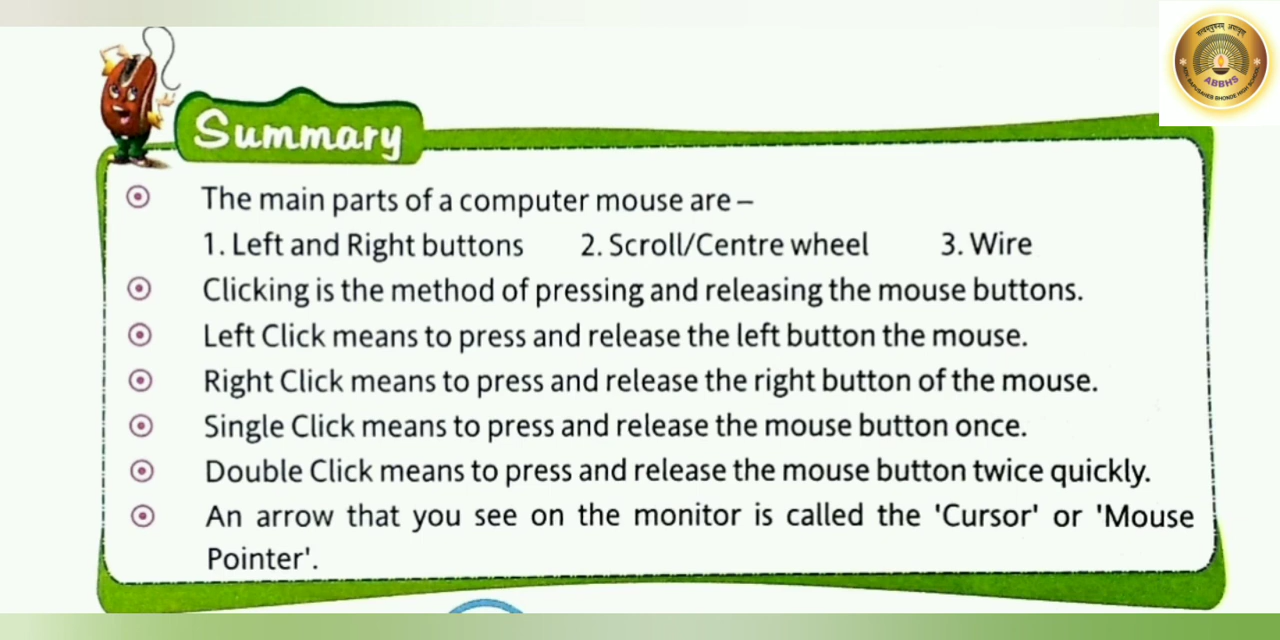 Summary
The main parts of a computer mouse are –
1. Left and Right buttons 2. Scroll/Centre wheel 3. Wire
Clicking is the method of pressing and releasing the mouse buttons.
Left Click means to press and release the left button the mouse.
Right Click means to press and release the right button of the mouse.
Single Click means to press and release the mouse button once.
Double Click means to press and release the mouse button twice quickly.
An arrow that you see on the monitor is called the 'Cursor' or 'Mouse
Pointer'.
ABBHS